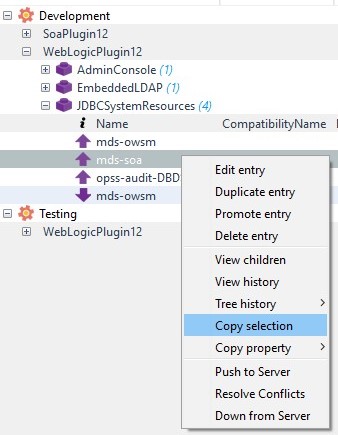 Development
SoaPlugin12
WebLogicPlugin12
AdminConsole (1)
EmbeddedLDAP (1)
JDBCSystemResources (4)
i Name CompatibilityName
mds-owsm
mds-soa
opss-audit-DBD
mds-owsm
Testing
WebLogicPlugin12
Edit entry
Duplicate entry
Promote entry
Delete entry
View children
View history
Tree history
Copy selection
Copy property
Push to Server
Resolve Conflicts
Down from Server